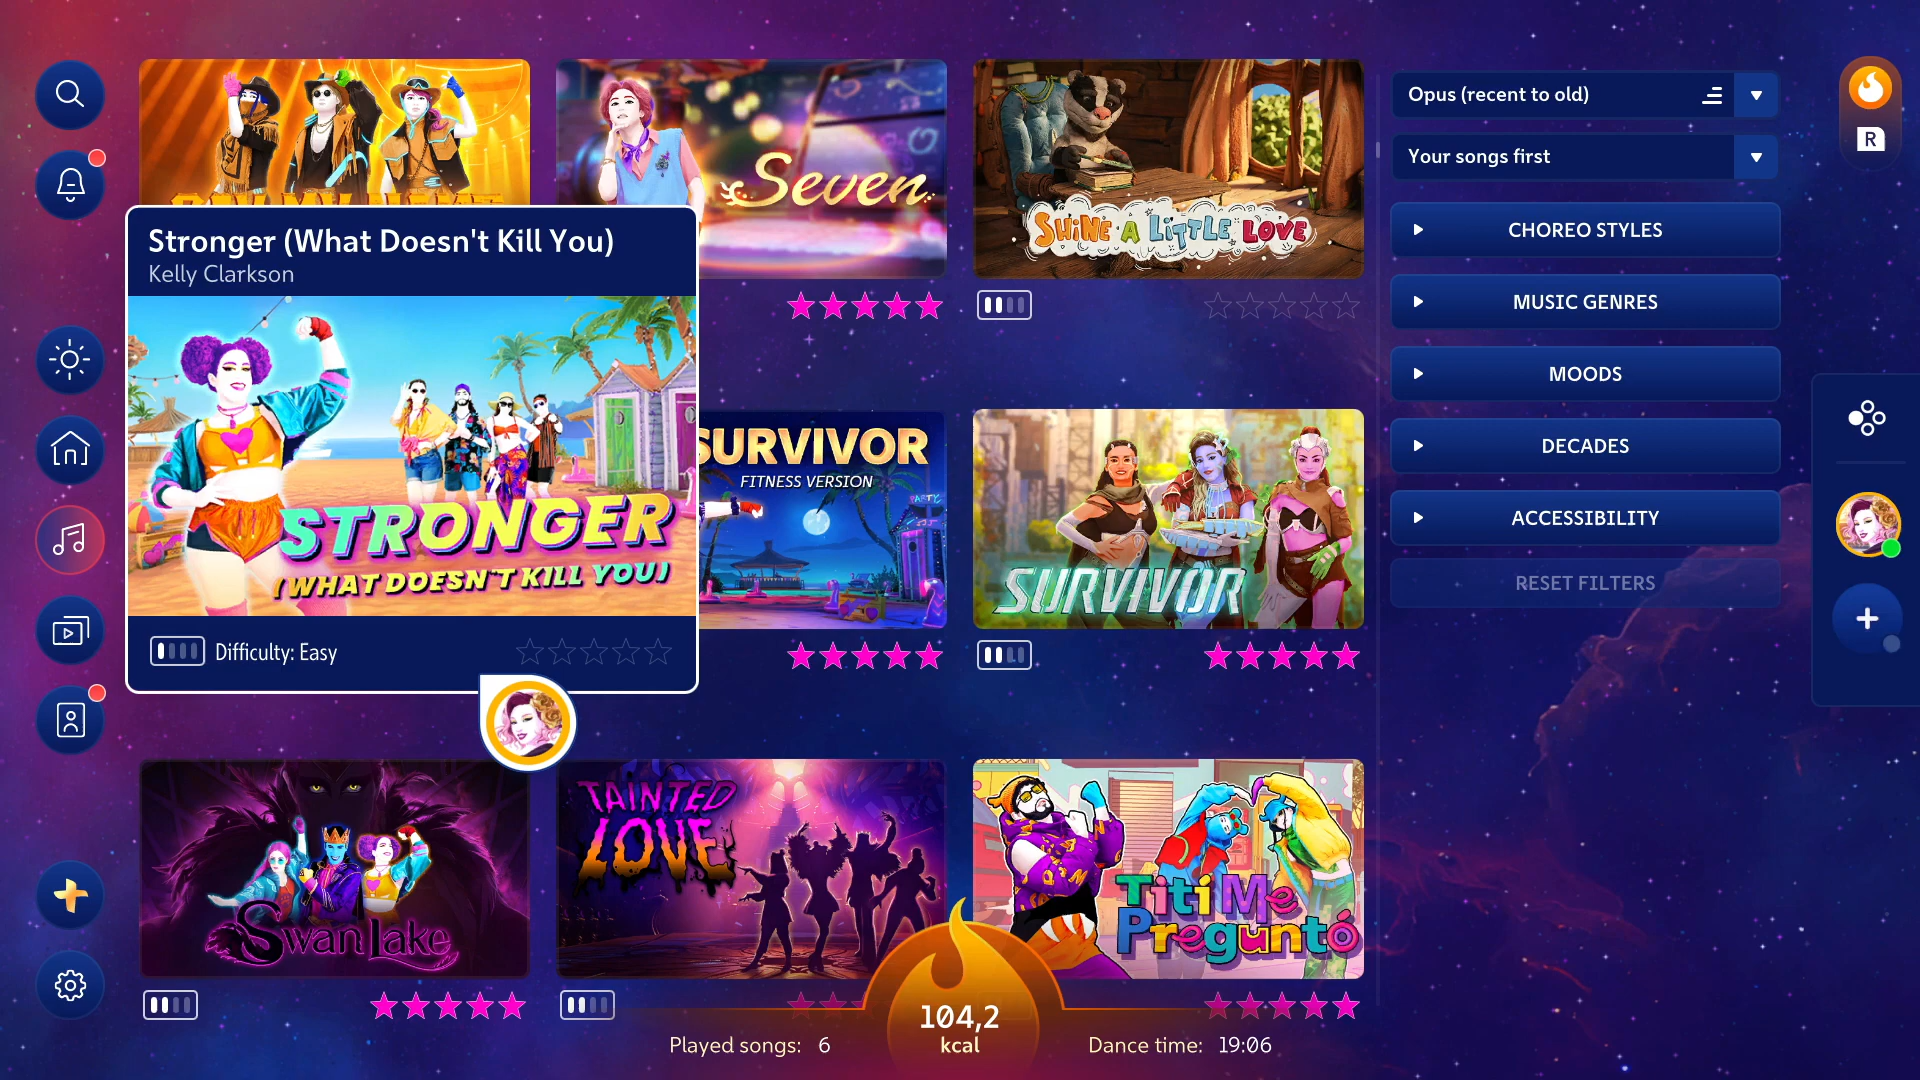 Opus (recent to old)
R
Your songs first
Seven
SHINE A LITTLE LOVE
CHOREO STYLES
MUSIC GENRES
MOODS
DECADES
ACCESSIBILITY
RESET FILTERS
Stronger (What Doesn't Kill You)
Kelly Clarkson
STRONGER
(WHAT DOESN'T KILL YOU)
Difficulty: Easy
SURVIVOR
FITNESS VERSION
PARTY
SURVIVOR
Swan Lake
TAINTED
LOVE
Tití Me
Preguntó
104,2
kcal
Played songs: 6
Dance time: 19:06